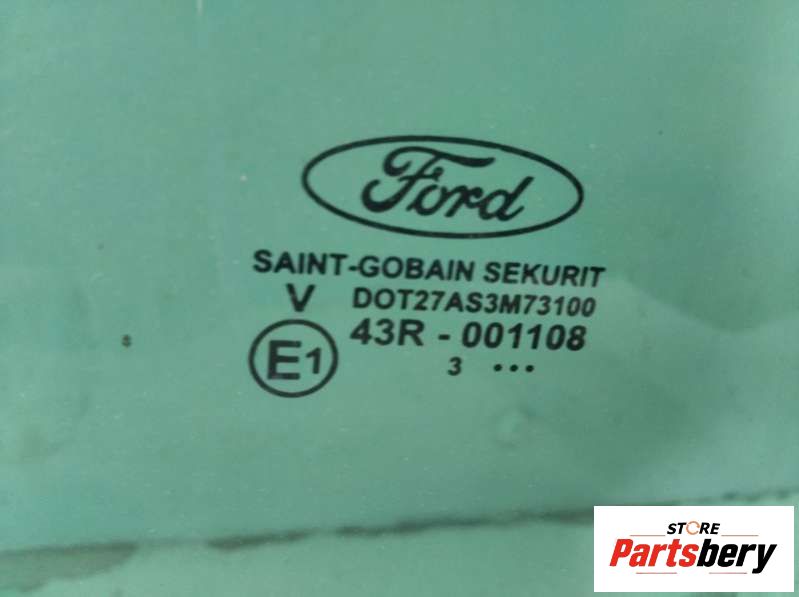 Ford
SAINT-GOBAIN SEKURIT
V DOT27AS3M73100
E1 43R - 001108
3 •••
STORE
Partsbery